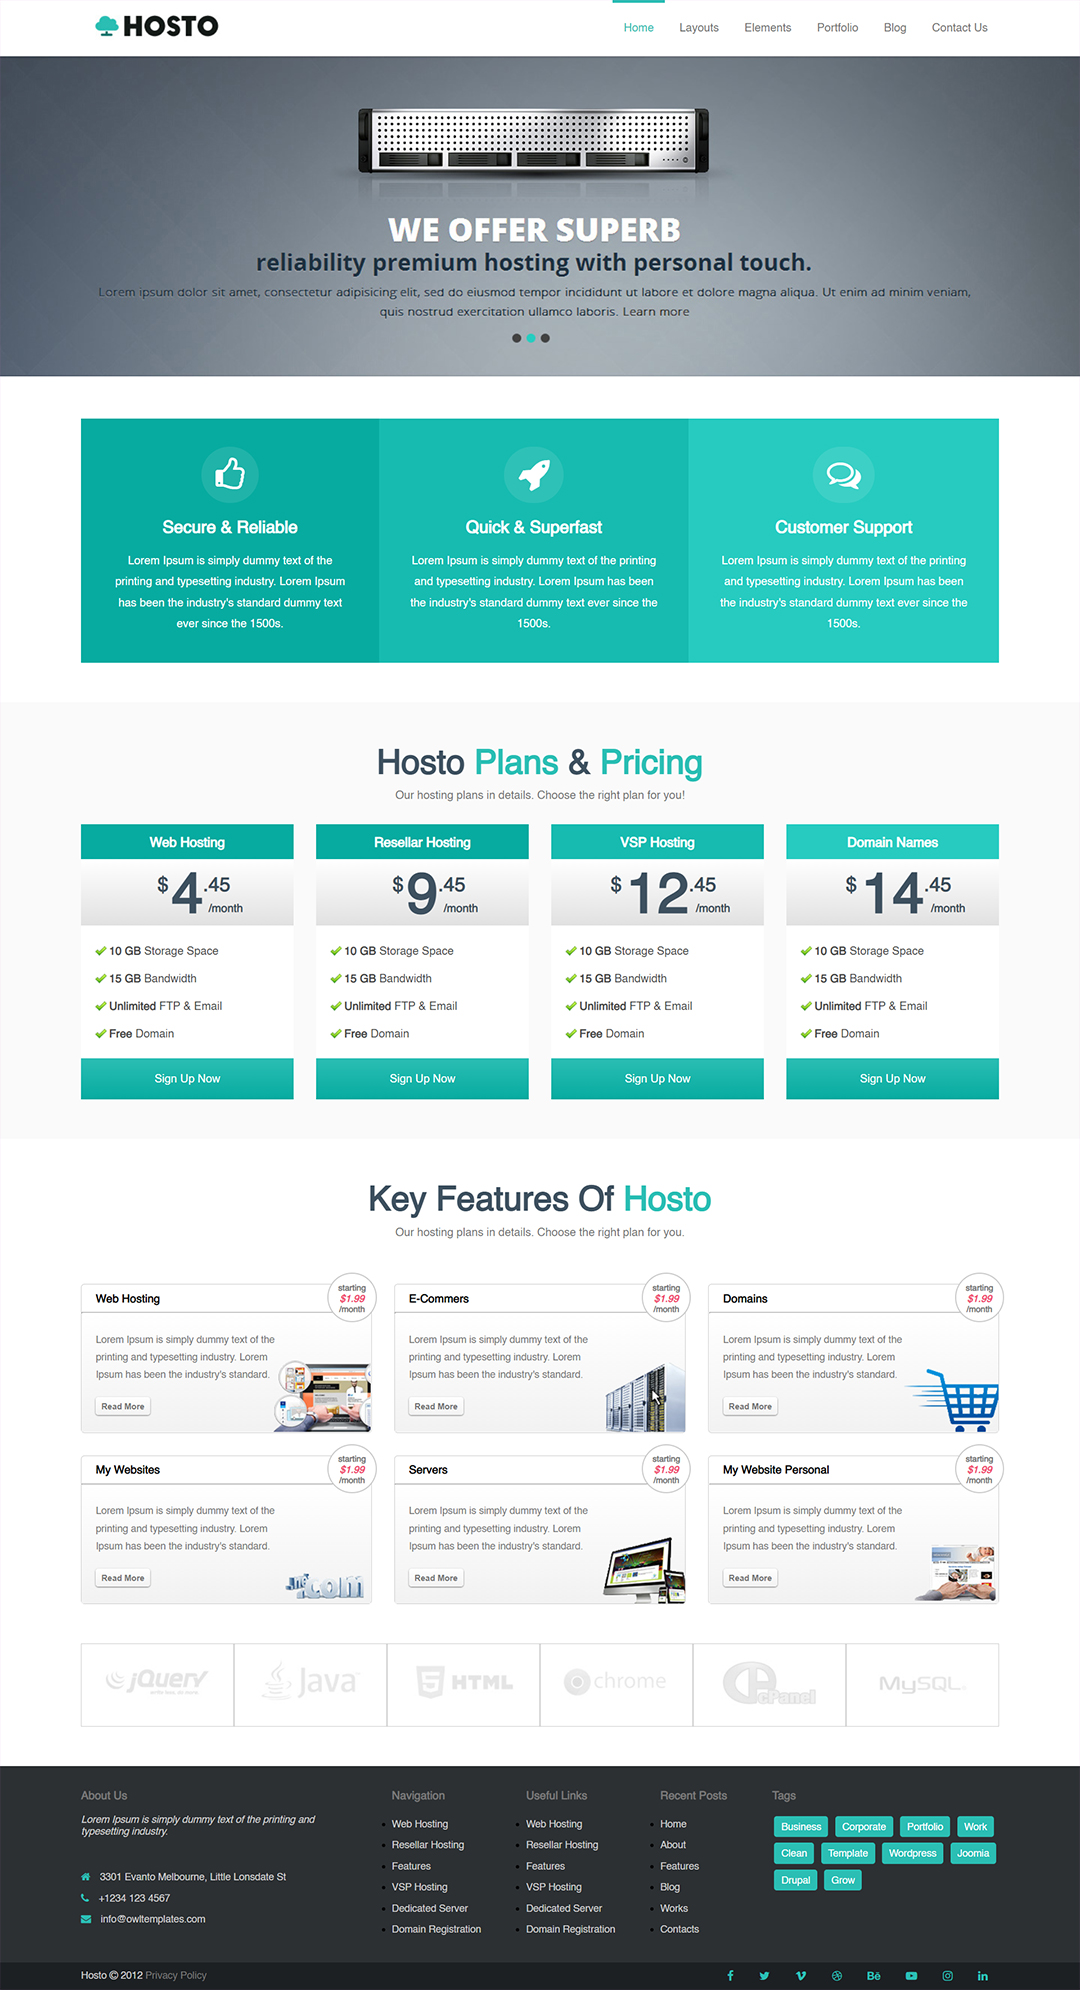 HOSTO
Home Layouts Elements Portfolio Blog Contact Us
WE OFFER SUPERB
reliability premium hosting with personal touch.
Lorem ipsum dolor sit amet, consectetur adipisicing elit, sed do eiusmod tempor incididunt ut labore et dolore magna aliqua. Ut enim ad minim veniam,
quis nostrud exercitation ullamco laboris. Learn more
Secure & Reliable
Lorem Ipsum is simply dummy text of the
printing and typesetting industry. Lorem Ipsum
has been the industry's standard dummy text
ever since the 1500s.
Quick & Superfast
Lorem Ipsum is simply dummy text of the printing
and typesetting industry. Lorem Ipsum has been
the industry's standard dummy text ever since the
1500s.
Customer Support
Lorem Ipsum is simply dummy text of the printing
and typesetting industry. Lorem Ipsum has been
the industry's standard dummy text ever since the
1500s.
Hosto Plans & Pricing
Our hosting plans in details. Choose the right plan for you!
Web Hosting
$4.45
/month
10 GB Storage Space
15 GB Bandwidth
Unlimited FTP & Email
Free Domain
Sign Up Now
Resellar Hosting
$9.45
/month
10 GB Storage Space
15 GB Bandwidth
Unlimited FTP & Email
Free Domain
Sign Up Now
VSP Hosting
$12.45
/month
10 GB Storage Space
15 GB Bandwidth
Unlimited FTP & Email
Free Domain
Sign Up Now
Domain Names
$14.45
/month
10 GB Storage Space
15 GB Bandwidth
Unlimited FTP & Email
Free Domain
Sign Up Now
Key Features Of Hosto
Our hosting plans in details. Choose the right plan for you.
Web Hosting
starting
$1.99
/month
Lorem Ipsum is simply dummy text of the
printing and typesetting industry. Lorem
Ipsum has been the industry's standard.
Read More
E-Commers
starting
$1.99
/month
Lorem Ipsum is simply dummy text of the
printing and typesetting industry. Lorem
Ipsum has been the industry's standard.
Read More
Domains
starting
$1.99
/month
Lorem Ipsum is simply dummy text of the
printing and typesetting industry. Lorem
Ipsum has been the industry's standard.
Read More
My Websites
starting
$1.99
/month
Lorem Ipsum is simply dummy text of the
printing and typesetting industry. Lorem
Ipsum has been the industry's standard.
Read More
.net .com
Servers
starting
$1.99
/month
Lorem Ipsum is simply dummy text of the
printing and typesetting industry. Lorem
Ipsum has been the industry's standard.
Read More
My Website Personal
starting
$1.99
/month
Lorem Ipsum is simply dummy text of the
printing and typesetting industry. Lorem
Ipsum has been the industry's standard.
Read More
jQuery
write less, do more.
Java
HTML
chrome
cPanel
MySQL
About Us
Lorem Ipsum is simply dummy text of the printing and
typesetting industry.
3301 Evanto Melbourne, Little Lonsdate St
+1234 123 4567
info@owltemplates.com
Navigation
Web Hosting
Resellar Hosting
Features
VSP Hosting
Dedicated Server
Domain Registration
Useful Links
Web Hosting
Resellar Hosting
Features
VSP Hosting
Dedicated Server
Domain Registration
Recent Posts
Home
About
Features
Blog
Works
Contacts
Tags
Business Corporate Portfolio Work
Clean Template Wordpress Joomia
Drupal Grow
Hosto © 2012 Privacy Policy